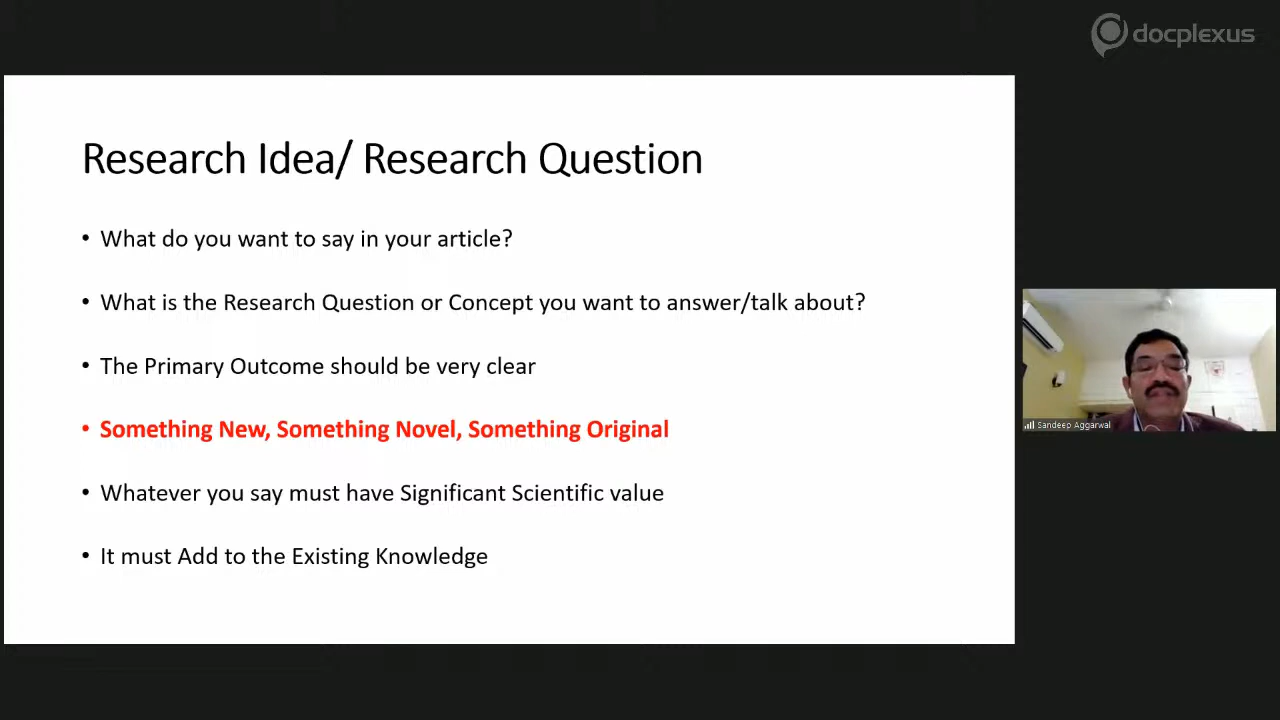 docplexus
Research Idea/ Research Question
• What do you want to say in your article?
• What is the Research Question or Concept you want to answer/talk about?
• The Primary Outcome should be very clear
• Something New, Something Novel, Something Original
• Whatever you say must have Significant Scientific value
• It must Add to the Existing Knowledge
Sandeep Aggarwal